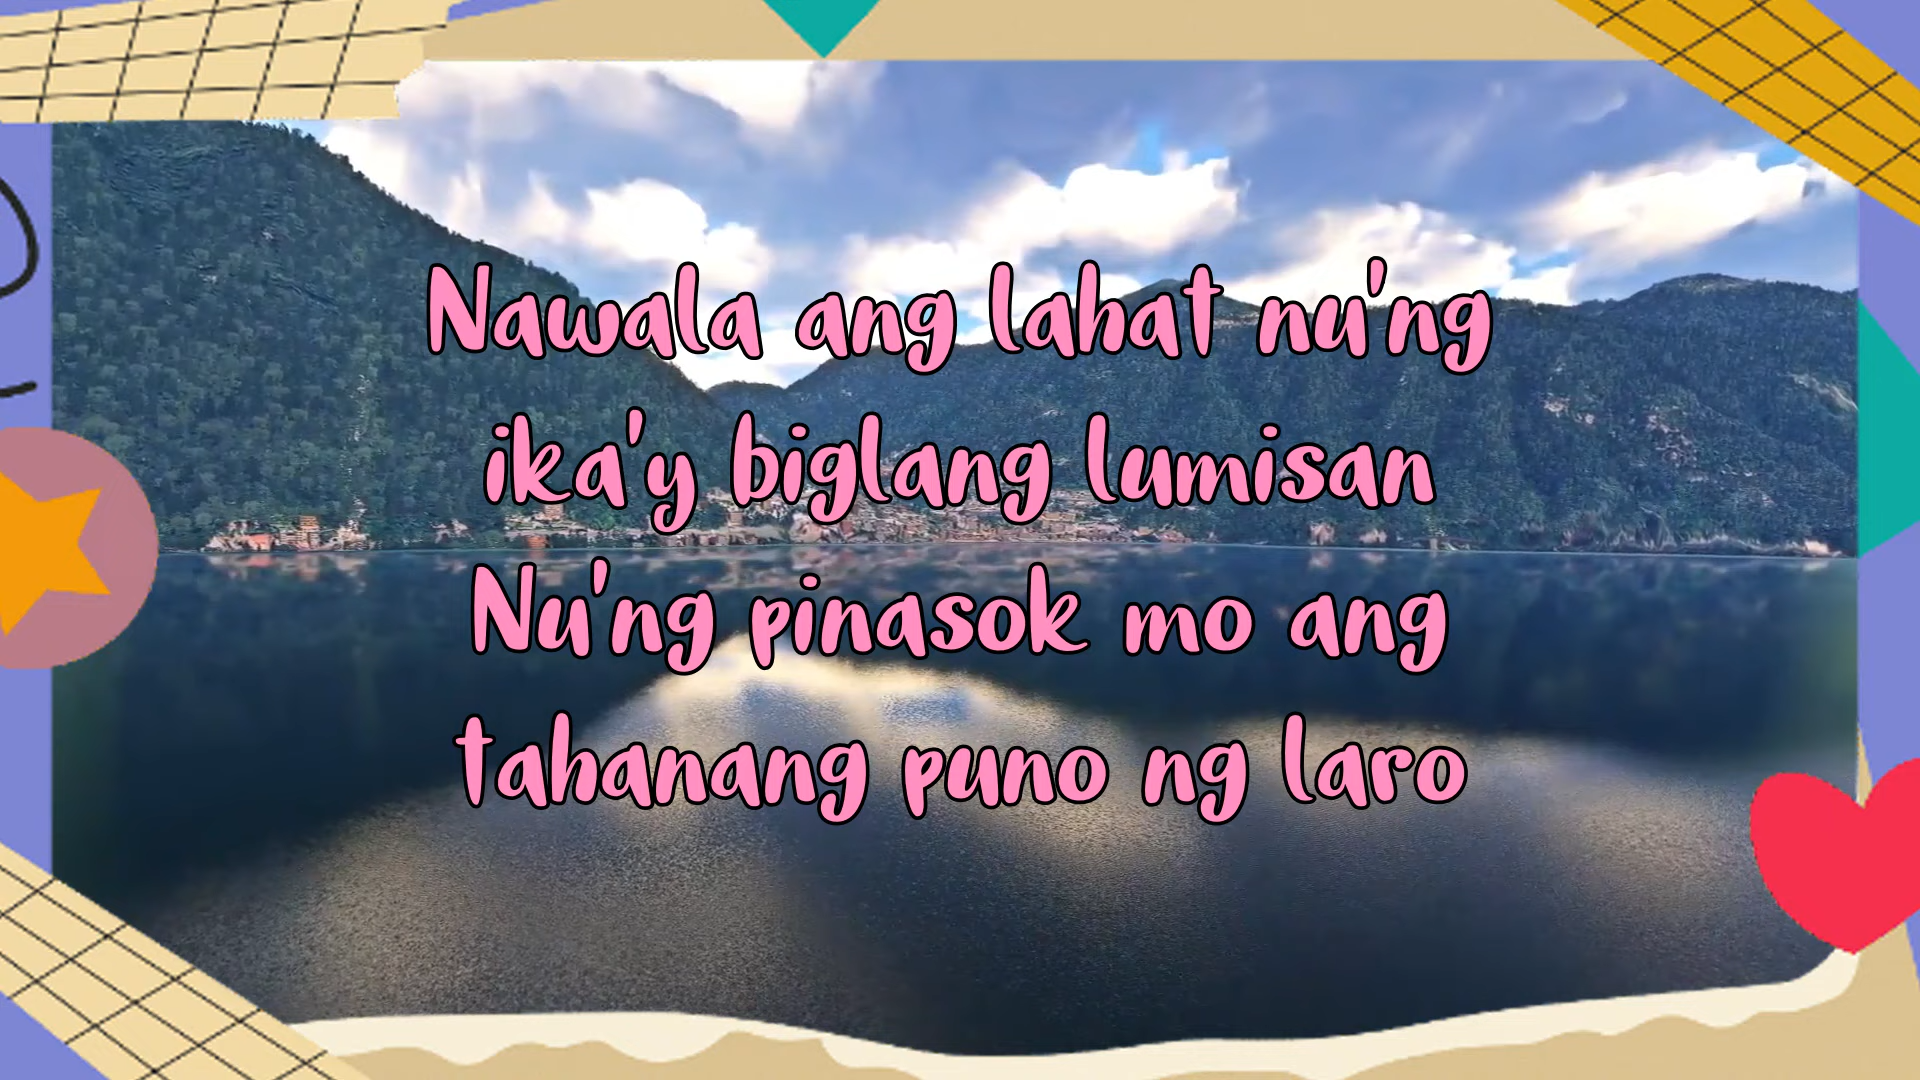 Nawala ang lahat nu'ng
ika'y biglang lumisan
Nu'ng pinasok mo ang
tahanang puno ng laro